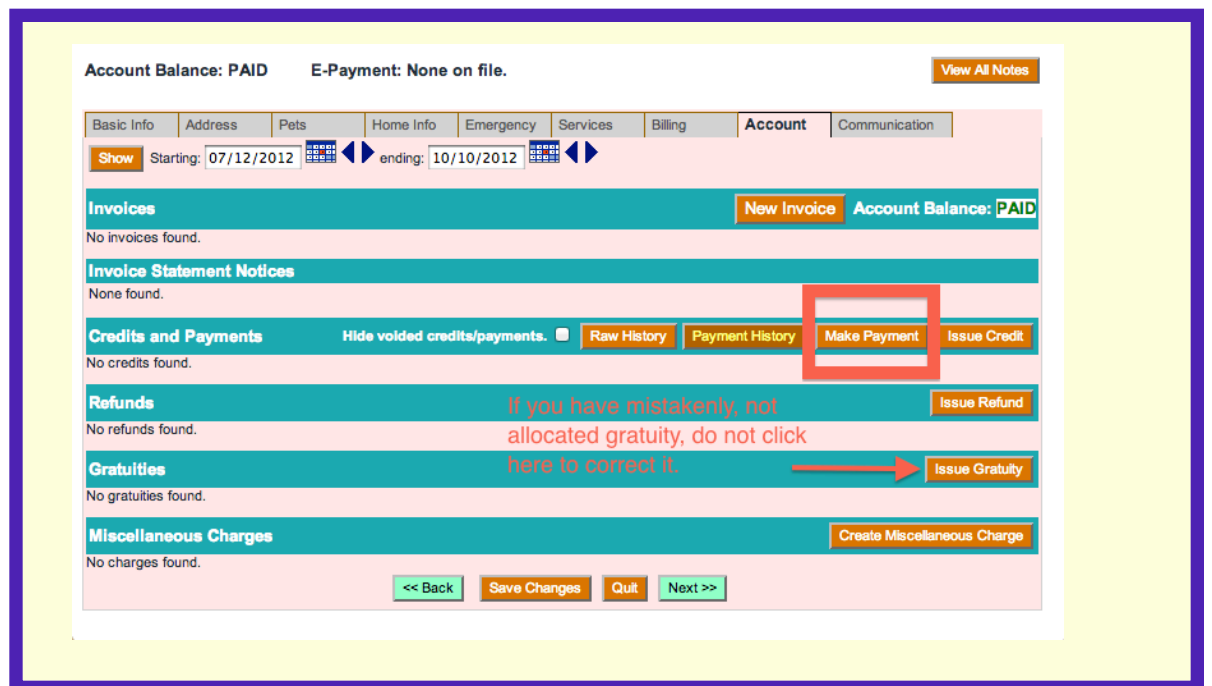 Account Balance: PAID E-Payment: None on file. View All Notes
Basic Info Address Pets Home Info Emergency Services Billing Account Communication
Show Starting: 07/12/2012 ending: 10/10/2012
Invoices New Invoice Account Balance: PAID
No invoices found.
Invoice Statement Notices
None found.
Credits and Payments Hide voided credits/payments. Raw History Payment History Make Payment Issue Credit
No credits found.
Refunds Issue Refund
No refunds found.
If you have mistakenly, not
allocated gratuity, do not click
here to correct it.
Gratuities Issue Gratuity
No gratuities found.
Miscellaneous Charges Create Miscellaneous Charge
No charges found.
<< Back Save Changes Quit Next >>